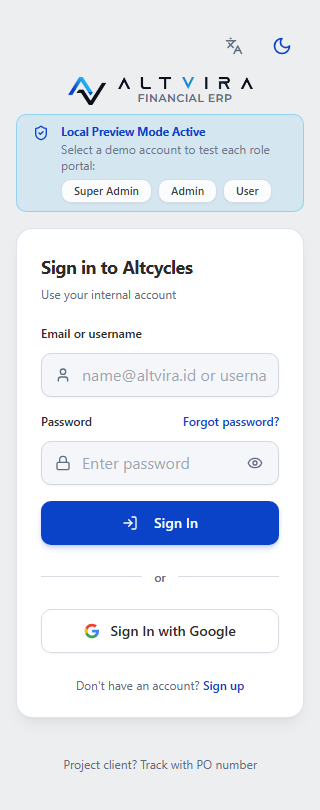 ALTVIRA
FINANCIAL ERP
Local Preview Mode Active
Select a demo account to test each role
portal:
Super Admin Admin User
Sign in to Altcycles
Use your internal account
Email or username
name@altvira.id or userna
Password Forgot password?
Enter password
Sign In
or
Sign In with Google
Don't have an account? Sign up
Project client? Track with PO number